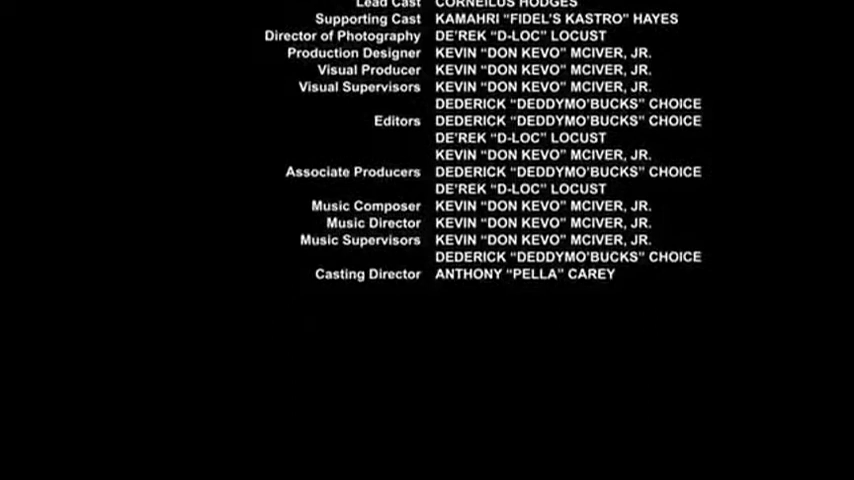 Lead Cast CORNEILUS HODGES
Supporting Cast KAMAHRI “FIDEL’S KASTRO” HAYES
Director of Photography DE’REK “D-LOC” LOCUST
Production Designer KEVIN “DON KEVO” MCIVER, JR.
Visual Producer KEVIN “DON KEVO” MCIVER, JR.
Visual Supervisors KEVIN “DON KEVO” MCIVER, JR.
DEDERICK “DEDDYMO’BUCKS” CHOICE
Editors DEDERICK “DEDDYMO’BUCKS” CHOICE
DE’REK “D-LOC” LOCUST
KEVIN “DON KEVO” MCIVER, JR.
Associate Producers DEDERICK “DEDDYMO’BUCKS” CHOICE
DE’REK “D-LOC” LOCUST
Music Composer KEVIN “DON KEVO” MCIVER, JR.
Music Director KEVIN “DON KEVO” MCIVER, JR.
Music Supervisors KEVIN “DON KEVO” MCIVER, JR.
DEDERICK “DEDDYMO’BUCKS” CHOICE
Casting Director ANTHONY “PELLA” CAREY